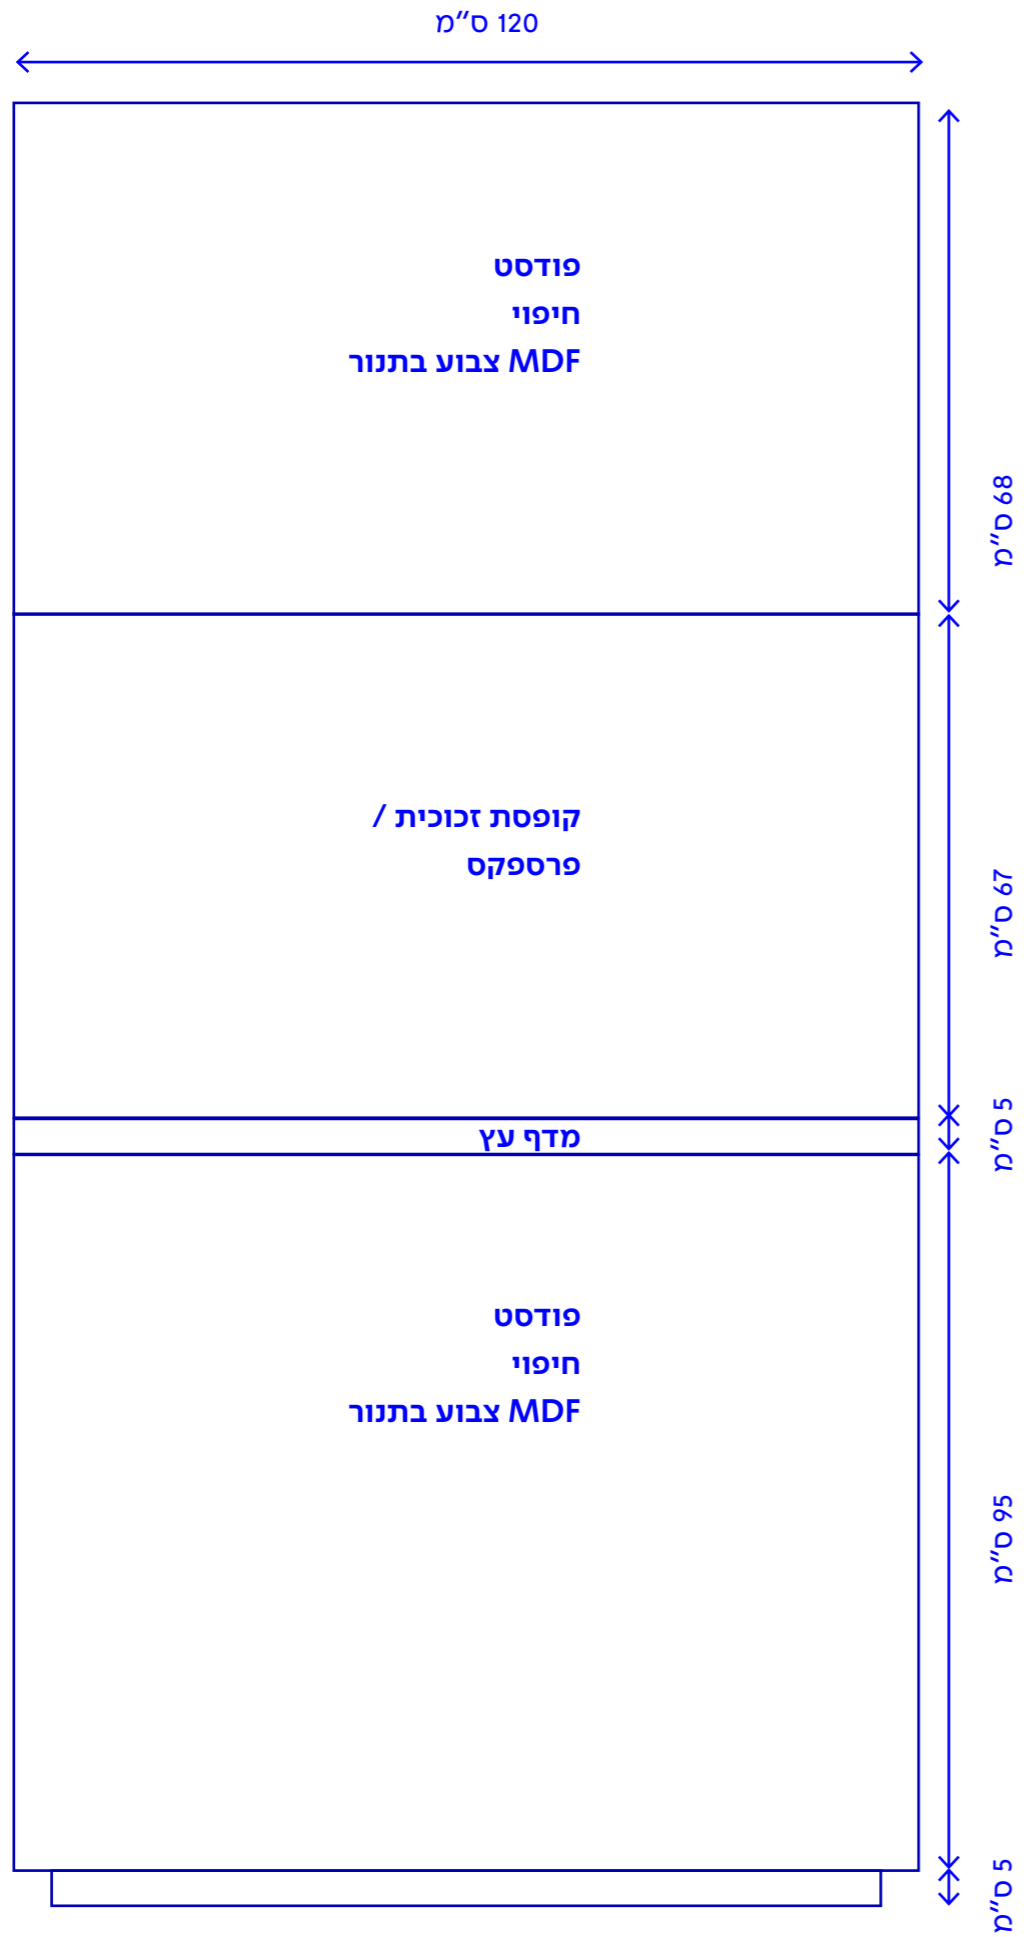 120 ס״מ
פודסט
חיפוי
MDF צבוע בתנור
68 ס״מ
קופסת זכוכית /
פרספקס
67 ס״מ
5 ס״מ
מדף עץ
פודסט
חיפוי
MDF צבוע בתנור
95 ס״מ
5 ס״מ